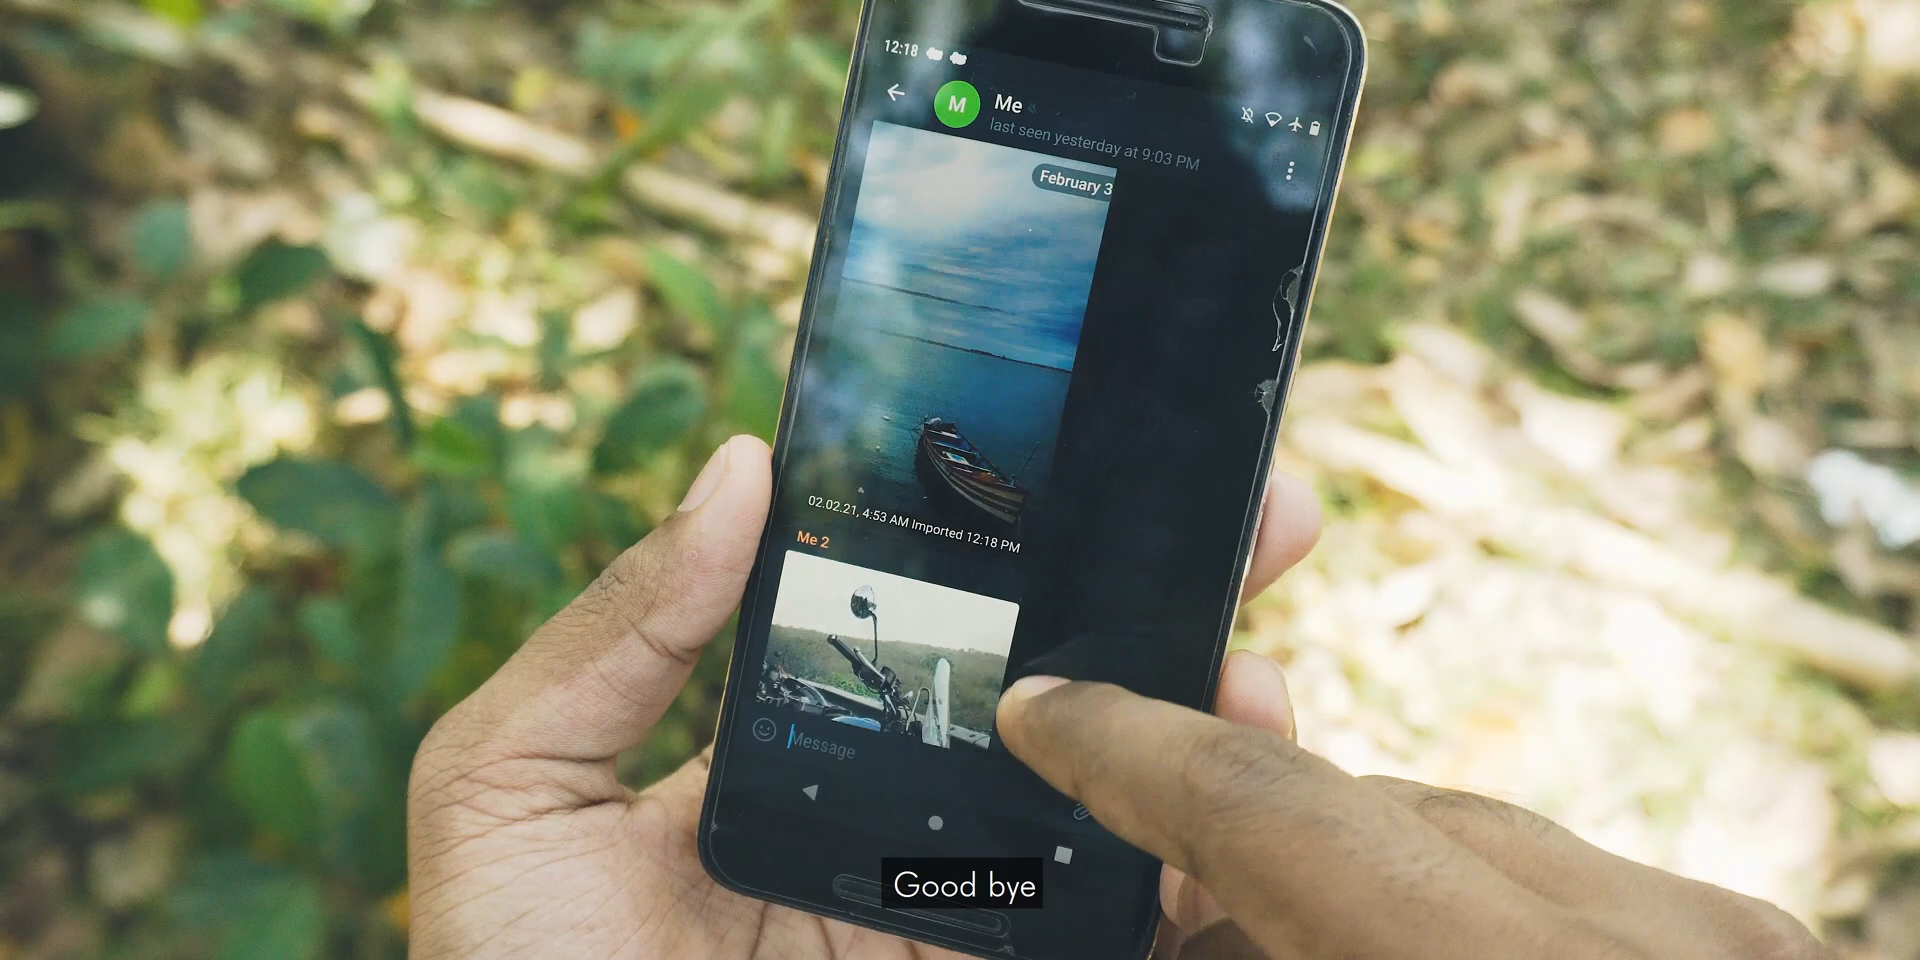 12:18
M
Me
last seen yesterday at 9:03 PM
February 3
02.02.21, 4:53 AM Imported 12:18 PM
Me 2
Message
Good bye